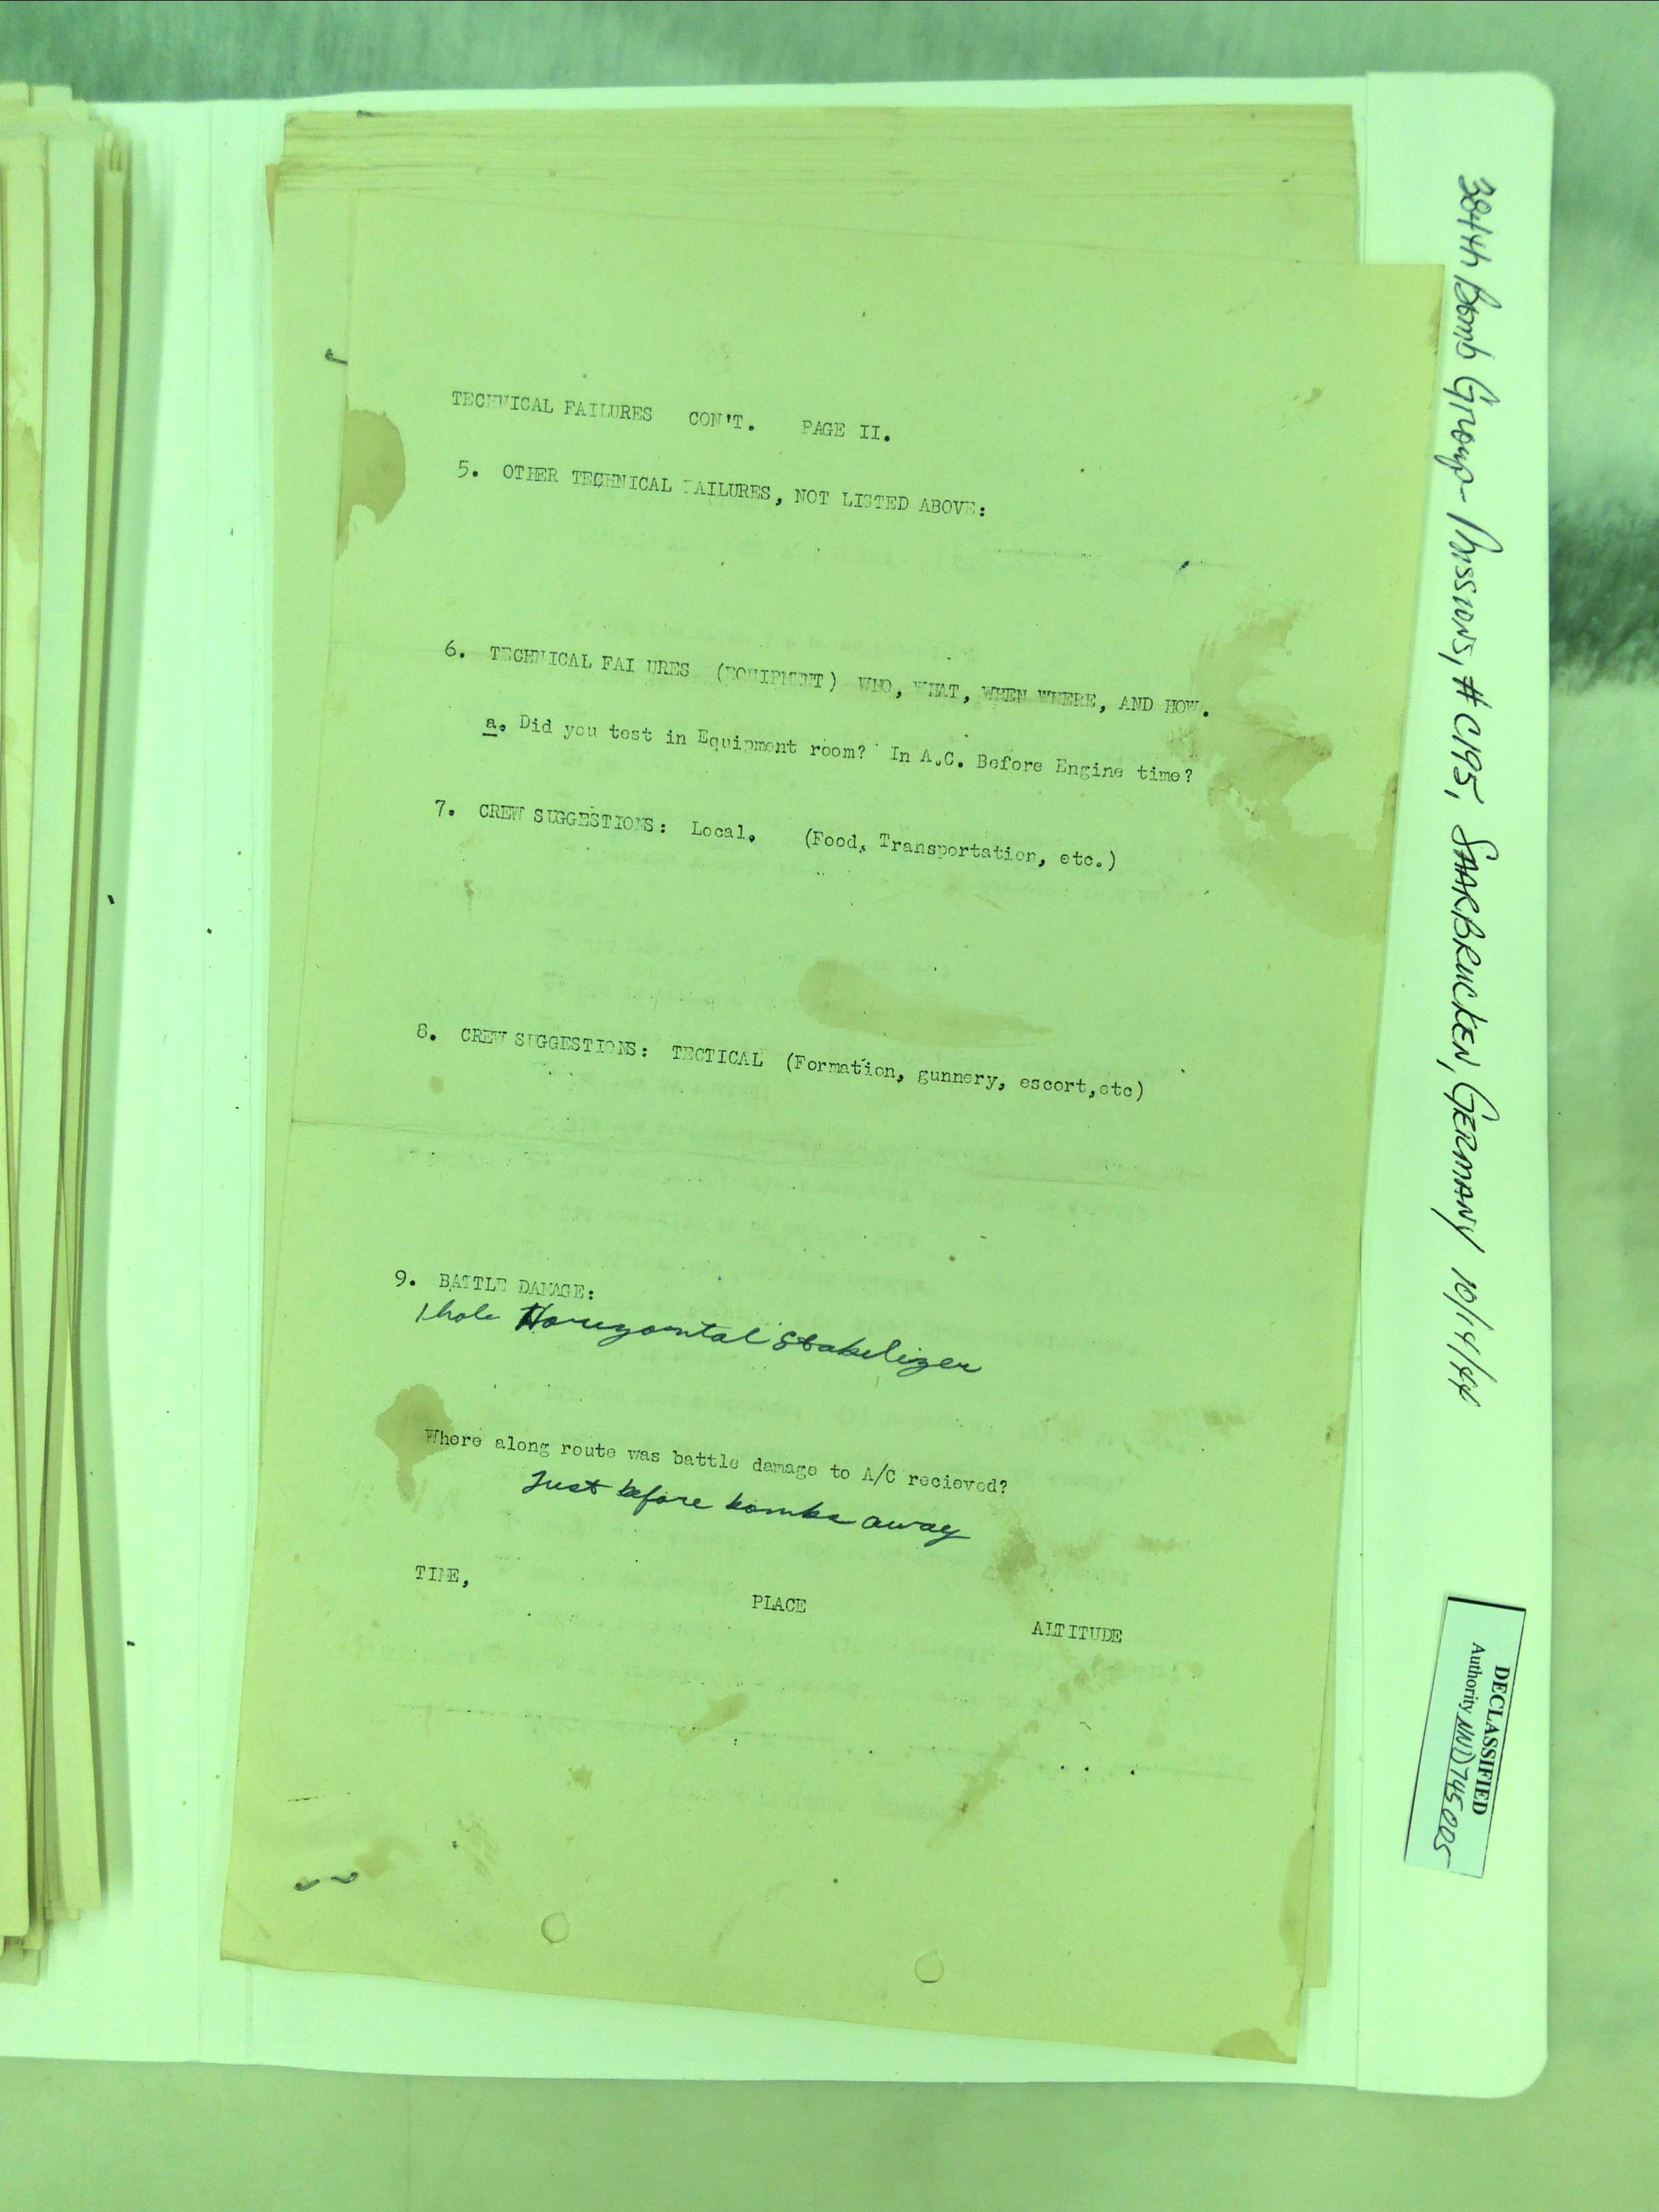 TECHNICAL FAILURES CON'T. PAGE II.
5. OTHER TECHNICAL FAILURES, NOT LISTED ABOVE:
6. TECHNICAL FAI URES (EQUIPMENT) WHO, WHAT, WHEN WHERE, AND HOW.
a. Did you test in Equipment room? In A.C. Before Engine time?
7. CREW SUGGESTIONS: Local. (Food, Transportation, etc.)
8. CREW SUGGESTIONS: TECTICAL (Formation, gunnery, escort,etc)
9. BATTLE DAMAGE:
1 hole Horizontal Stabelizer
Where along route was battle damage to A/C recieved?
Just before bombs away
TIME, PLACE ALTITUDE
384th Bomb Group- Missions, #C195, SAARBRUCKEN, GERMANY 10/14/44
DECLASSIFIED
Authority NND745005